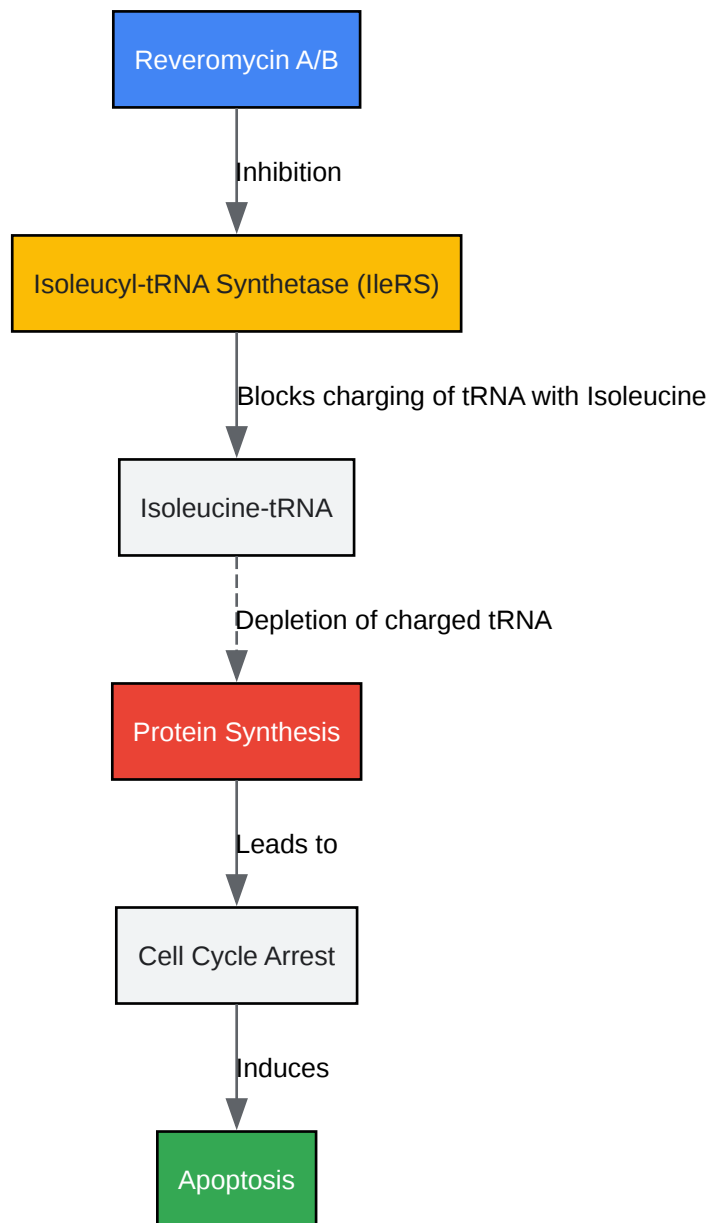 Reveromycin A/B
Inhibition
Isoleucyl-tRNA Synthetase (IleRS)
Blocks charging of tRNA with Isoleucine
Isoleucine-tRNA
Depletion of charged tRNA
Protein Synthesis
Leads to
Cell Cycle Arrest
Induces
Apoptosis